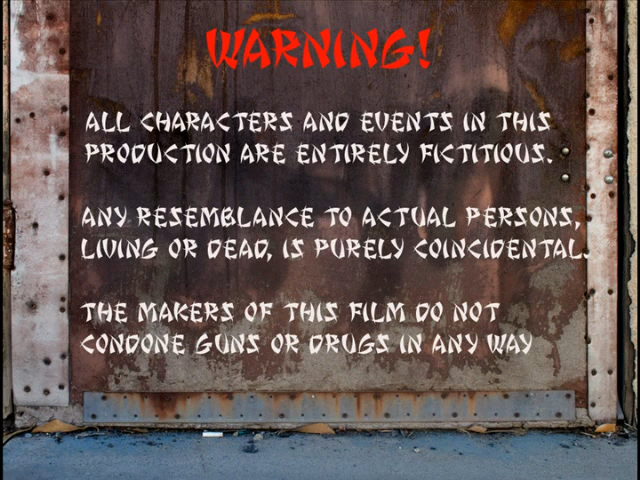 WARNING!
ALL CHARACTERS AND EVENTS IN THIS
PRODUCTION ARE ENTIRELY FICTITIOUS.
ANY RESEMBLANCE TO ACTUAL PERSONS,
LIVING OR DEAD, IS PURELY COINCIDENTAL.
THE MAKERS OF THIS FILM DO NOT
CONDONE GUNS OR DRUGS IN ANY WAY